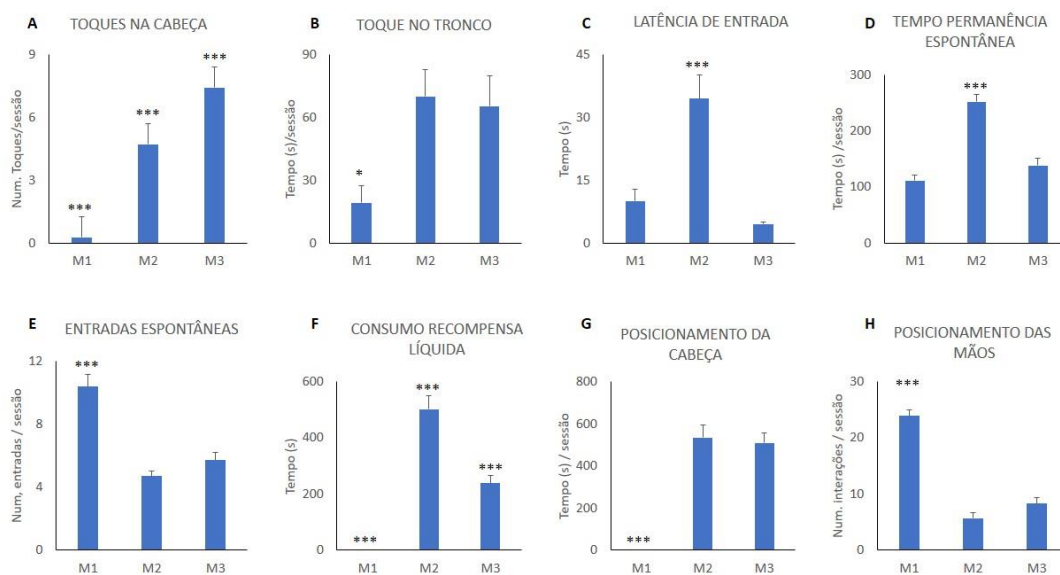 A TOQUES NA CABEÇA
Num. Toques/sessão
9
6
3
0
***
***
***
M1 M2 M3
B TOQUE NO TRONCO
Tempo (s)/sessão
90
60
30
0
*
M1 M2 M3
C LATÊNCIA DE ENTRADA
Tempo (s)
45
30
15
0
***
M1 M2 M3
D TEMPO PERMANÊNCIA
ESPONTÂNEA
Tempo (s) /sessão
300
200
100
0
***
M1 M2 M3
E ENTRADAS ESPONTÂNEAS
Num, entradas / sessão
12
8
4
0
***
M1 M2 M3
F CONSUMO RECOMPENSA
LÍQUIDA
Tempo (s)
600
400
200
0
***
***
***
M1 M2 M3
G POSICIONAMENTO DA
CABEÇA
Tempo (s) / sessão
800
600
400
200
0
***
M1 M2 M3
H POSICIONAMENTO DAS
MÃOS
Num. interações / sessão
30
20
10
0
***
M1 M2 M3